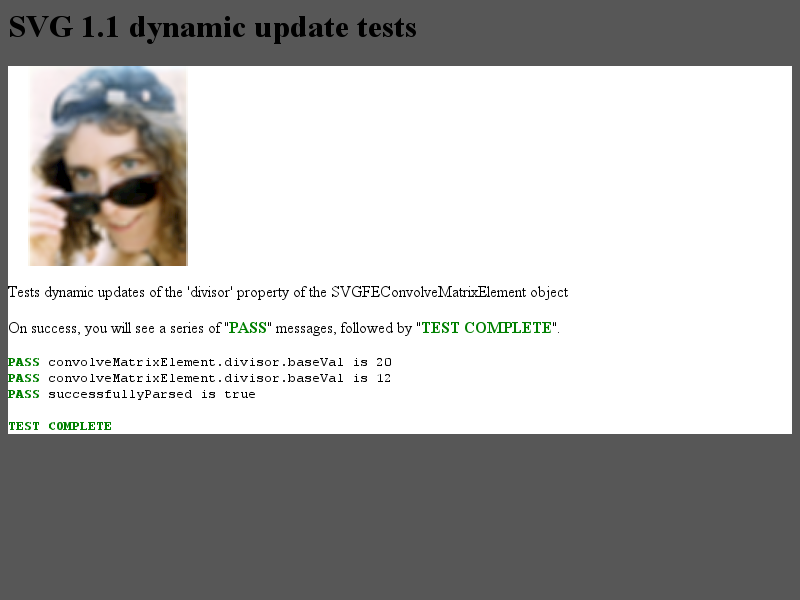 SVG 1.1 dynamic update tests
Tests dynamic updates of the 'divisor' property of the SVGFEConvolveMatrixElement object
On success, you will see a series of "PASS" messages, followed by "TEST COMPLETE".
PASS convolveMatrixElement.divisor.baseVal is 20
PASS convolveMatrixElement.divisor.baseVal is 12
PASS successfullyParsed is true
TEST COMPLETE